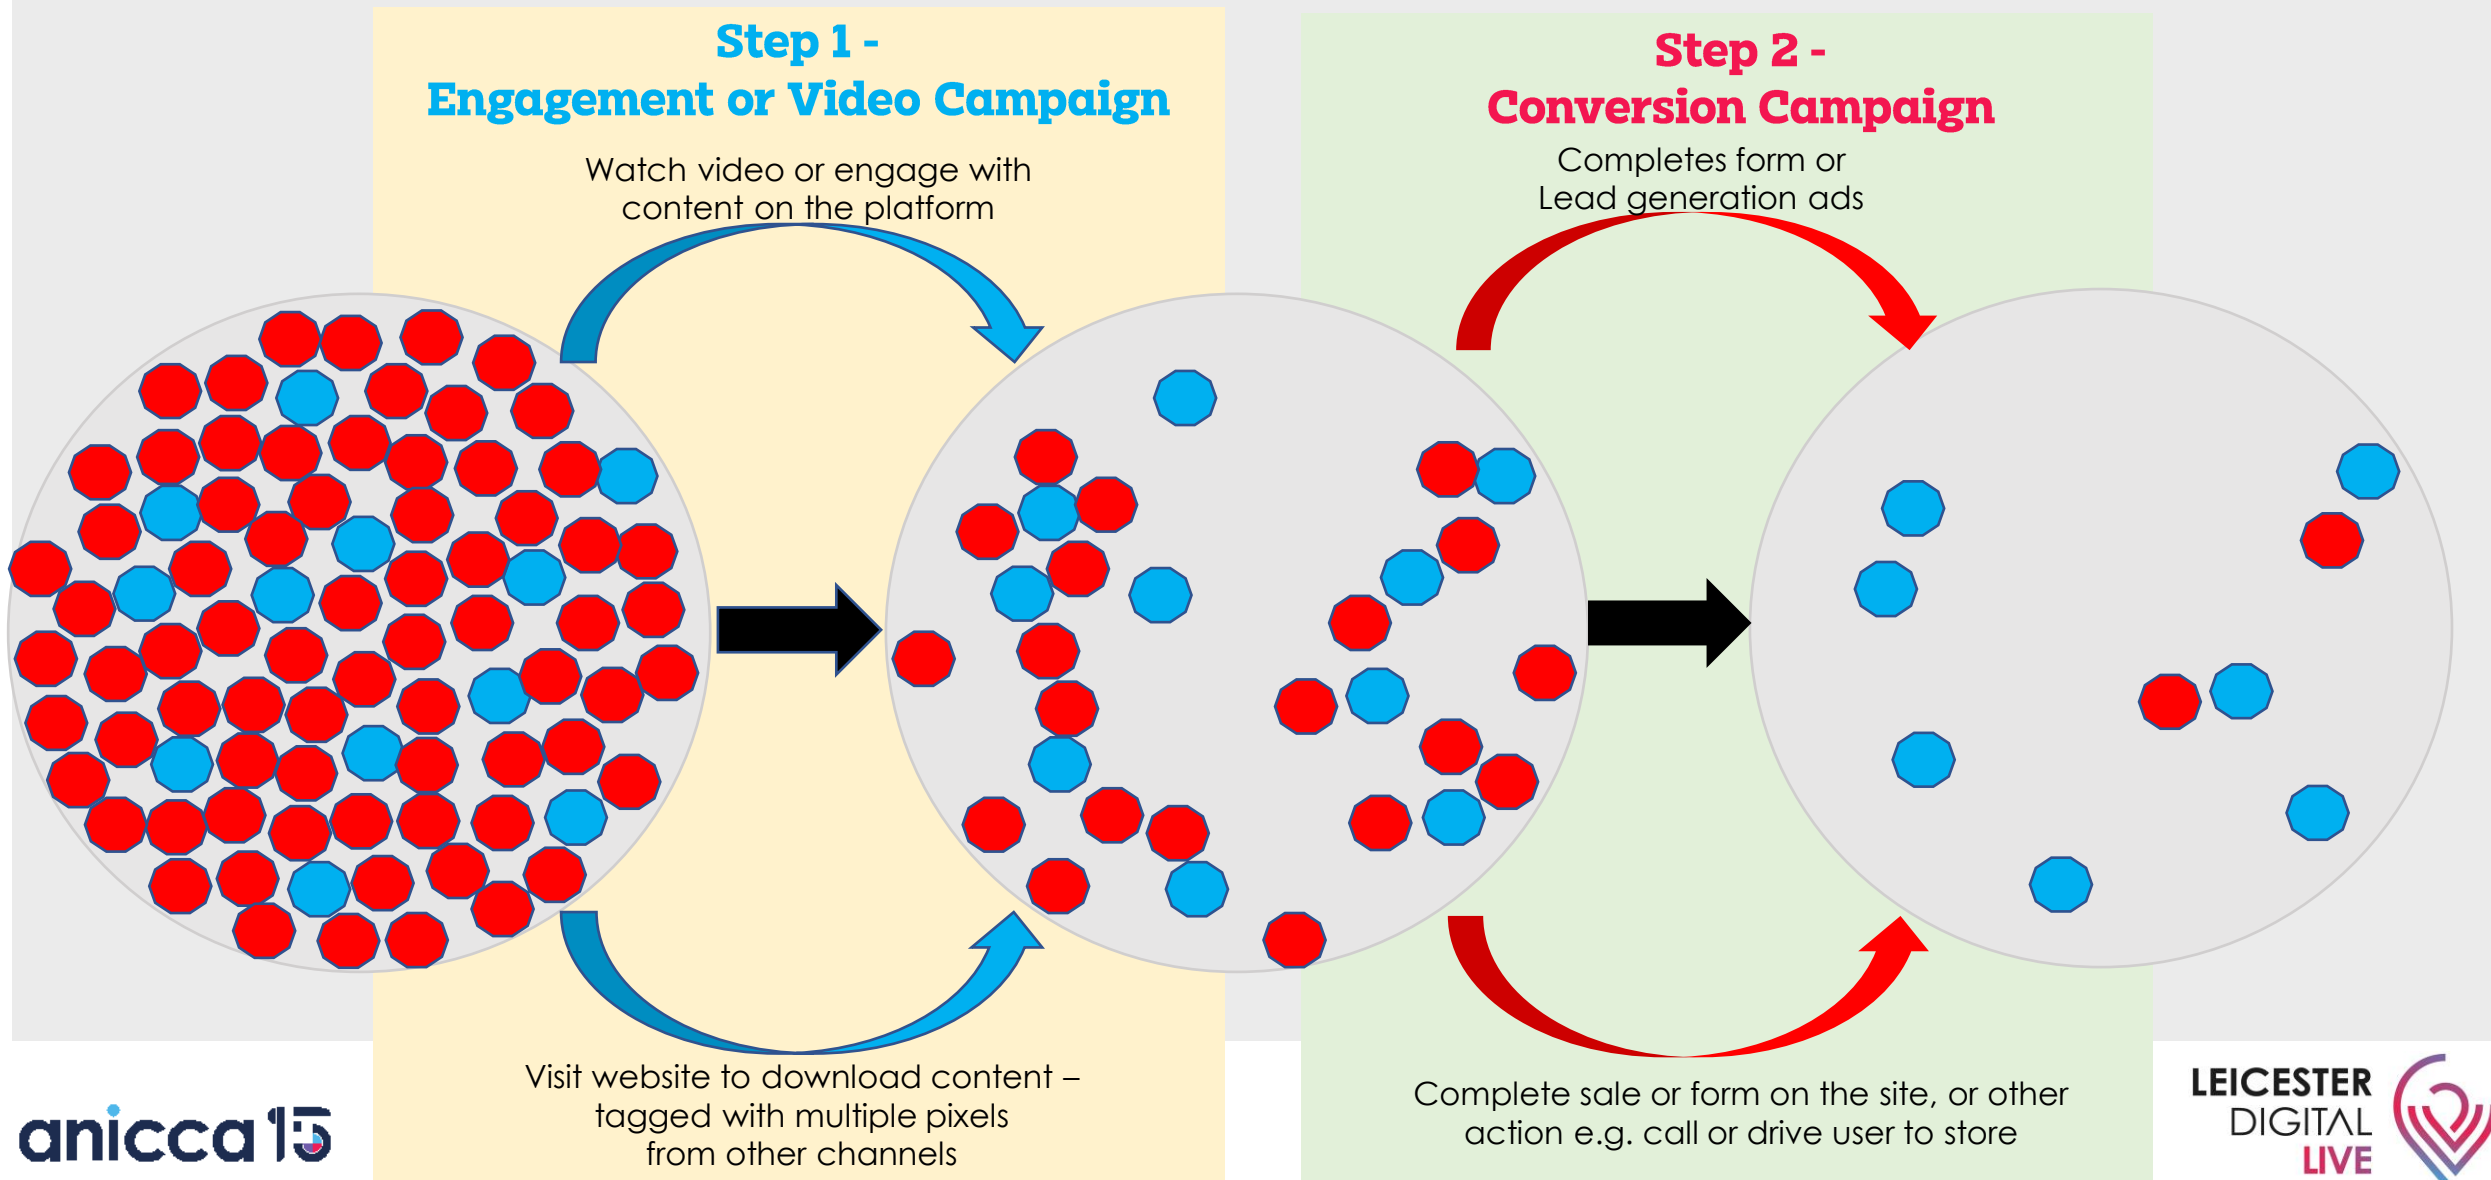 Step 1 -
Engagement or Video Campaign
Watch video or engage with
content on the platform
Step 2 -
Conversion Campaign
Completes form or
Lead generation ads
Visit website to download content –
tagged with multiple pixels
from other channels
Complete sale or form on the site, or other
action e.g. call or drive user to store
anicca 15
LEICESTER
DIGITAL
LIVE